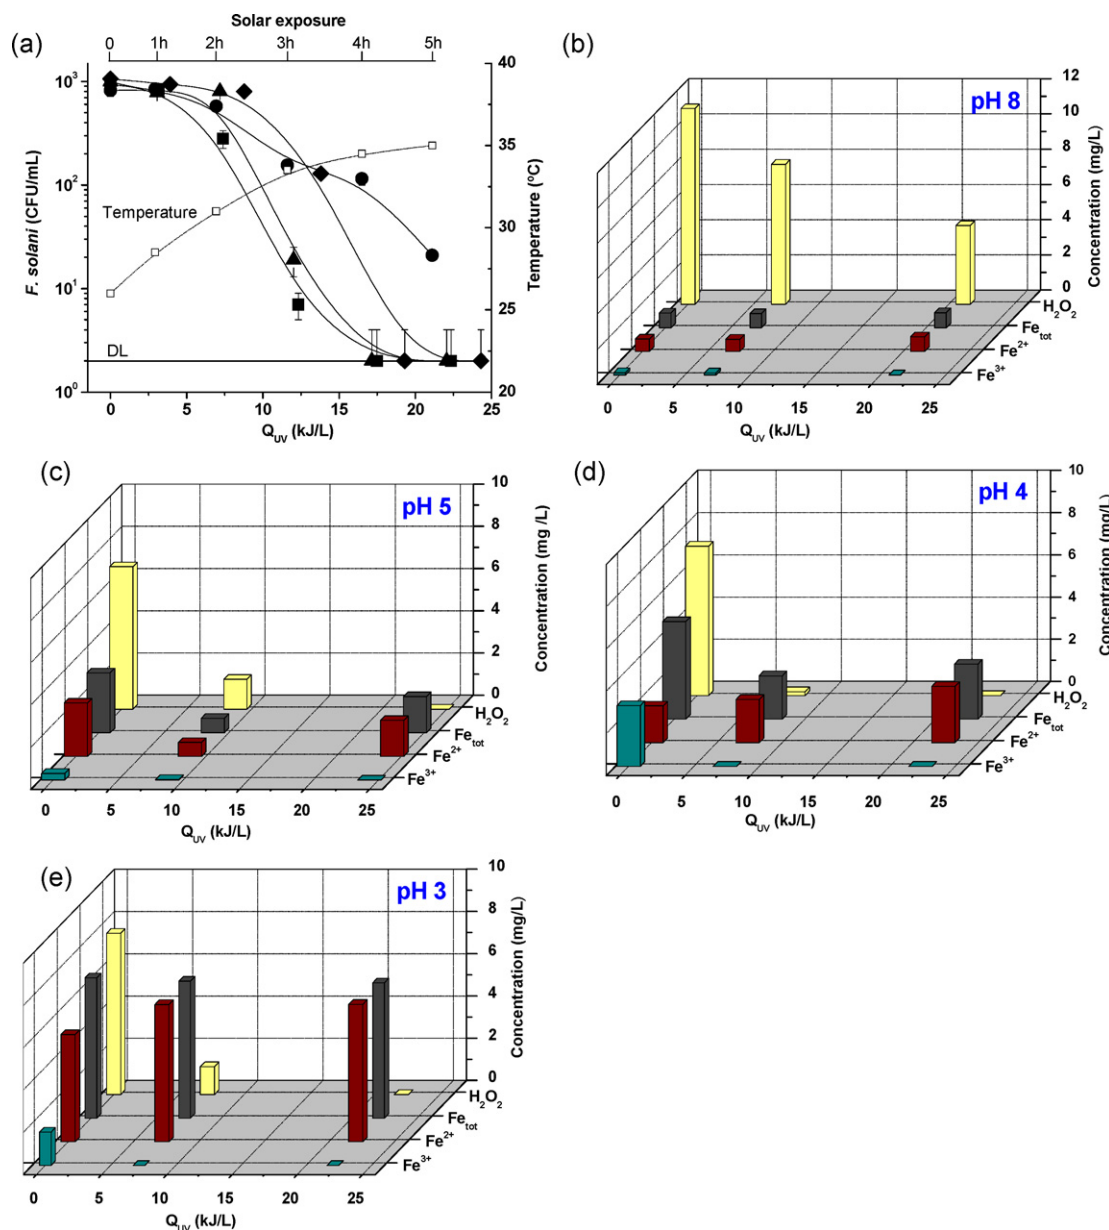 (a)
Solar exposure
0 1h 2h 3h 4h 5h
F. solani (CFU/mL)
10³
10²
10¹
10⁰
Temperature
DL
40
35
30
25
22
Temperature (ºC)
0 5 10 15 20 25
Q_UV (kJ/L)
(b)
pH 8
12
10
8
6
4
2
0
Concentration (mg/L)
H₂O₂
Fe_tot
Fe²⁺
Fe³⁺
0 5 10 15 20 25
Q_UV (kJ/L)
(c)
pH 5
10
8
6
4
2
0
Concentration (mg /L)
H₂O₂
Fe_tot
Fe²⁺
Fe³⁺
0 5 10 15 20 25
Q_UV (kJ/L)
(d)
pH 4
10
8
6
4
2
0
Concentration (mg/L)
H₂O₂
Fe_tot
Fe²⁺
Fe³⁺
0 5 10 15 20 25
Q_UV (kJ/L)
(e)
pH 3
10
8
6
4
2
0
Concentration (mg/L)
H₂O₂
Fe_tot
Fe²⁺
Fe³⁺
0 5 10 15 20 25
Q_UV (kJ/L)